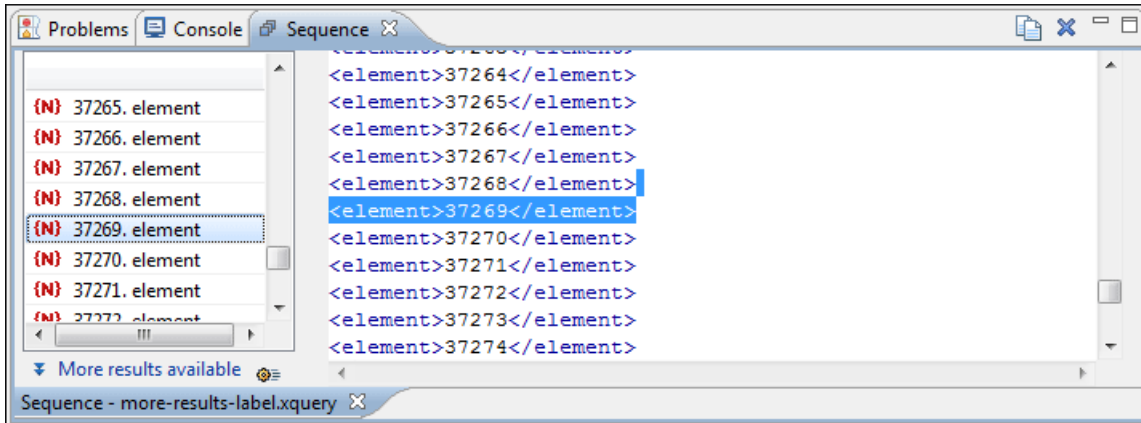 Problems Console Sequence
{N} 37265. element
{N} 37266. element
{N} 37267. element
{N} 37268. element
{N} 37269. element
{N} 37270. element
{N} 37271. element
{N} 37272. element
More results available
<element>37264</element>
<element>37265</element>
<element>37266</element>
<element>37267</element>
<element>37268</element>
<element>37269</element>
<element>37270</element>
<element>37271</element>
<element>37272</element>
<element>37273</element>
<element>37274</element>
Sequence - more-results-label.xquery